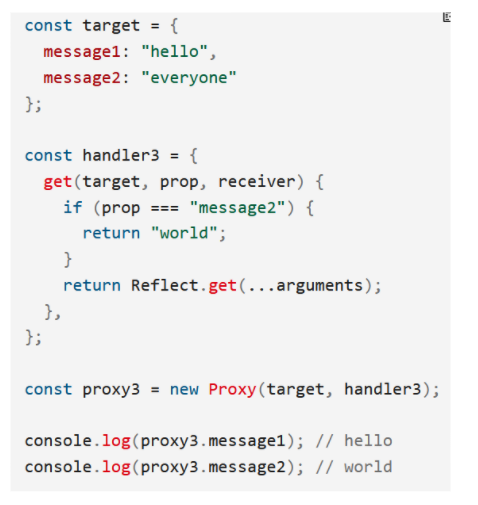 const target = {
  message1: "hello",
  message2: "everyone"
};

const handler3 = {
  get(target, prop, receiver) {
    if (prop === "message2") {
      return "world";
    }
    return Reflect.get(...arguments);
  },
};

const proxy3 = new Proxy(target, handler3);

console.log(proxy3.message1); // hello
console.log(proxy3.message2); // world